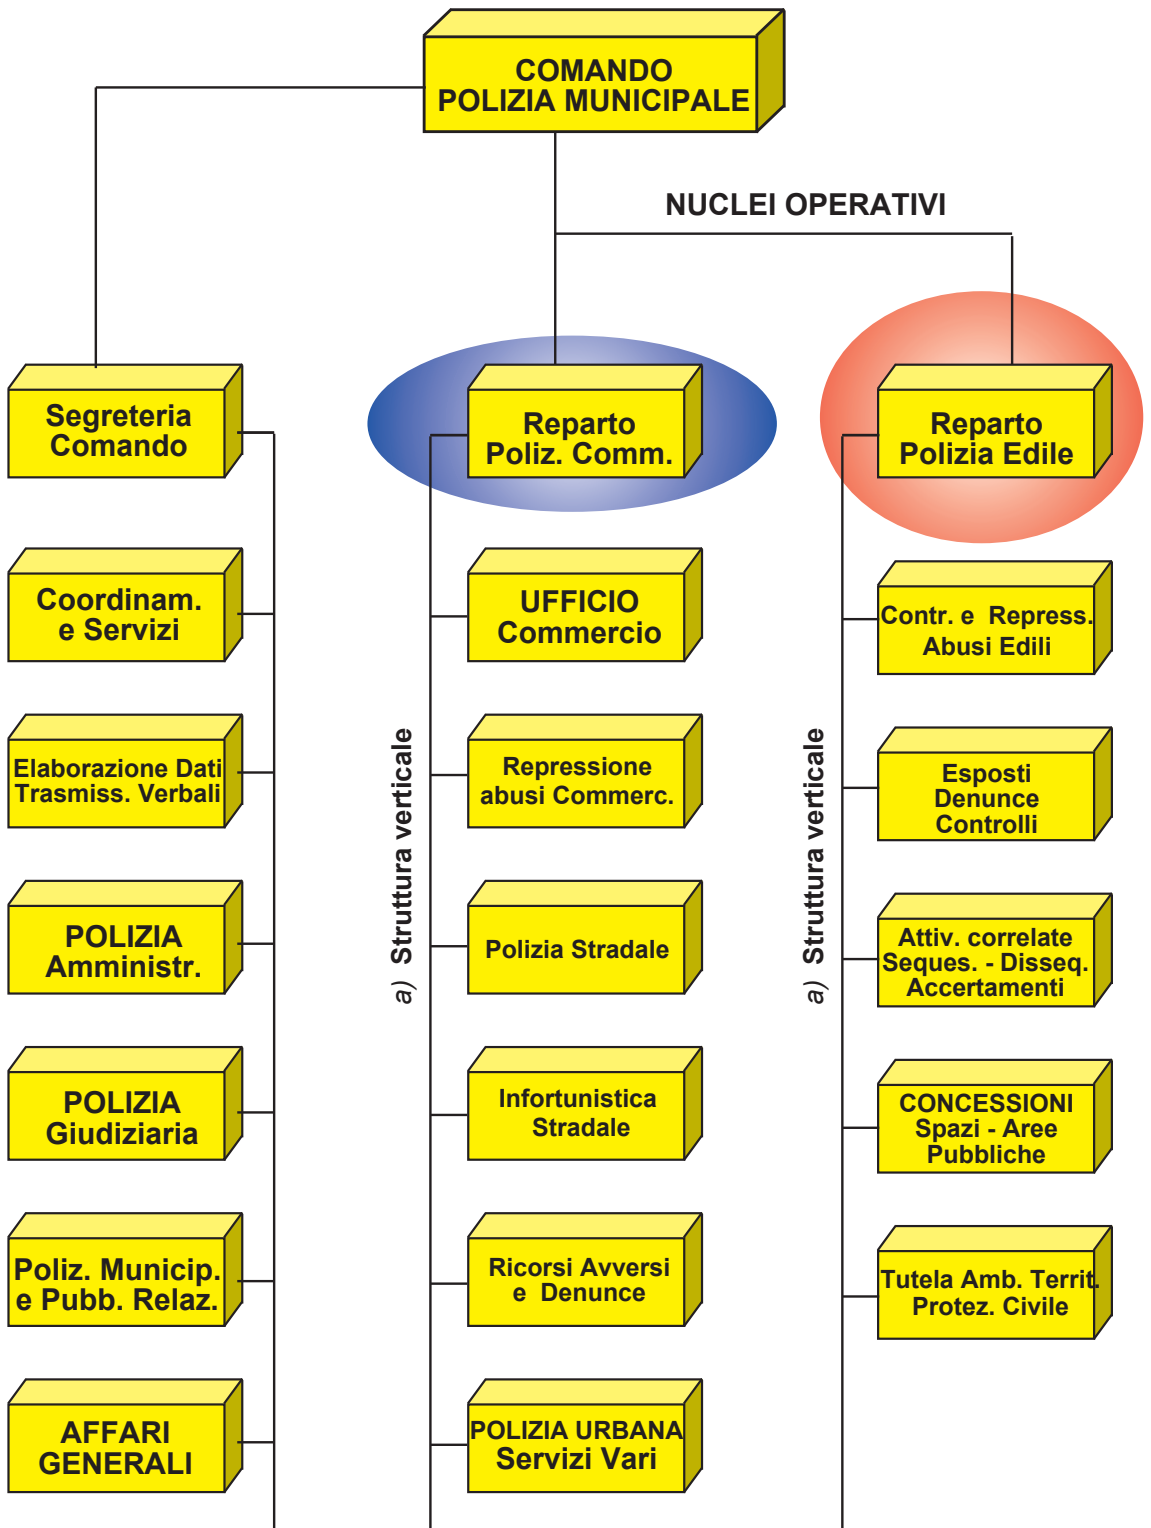 COMANDO
POLIZIA MUNICIPALE
NUCLEI OPERATIVI
Segreteria
Comando
Coordinam.
e Servizi
Elaborazione Dati
Trasmiss. Verbali
POLIZIA
Amministr.
POLIZIA
Giudiziaria
Poliz. Municip.
e Pubb. Relaz.
AFFARI
GENERALI
Reparto
Poliz. Comm.
a) Struttura verticale
UFFICIO
Commercio
Repressione
abusi Commerc.
Polizia Stradale
Infortunistica
Stradale
Ricorsi Avversi
e Denunce
POLIZIA URBANA
Servizi Vari
Reparto
Polizia Edile
a) Struttura verticale
Contr. e Repress.
Abusi Edili
Esposti
Denunce
Controlli
Attiv. correlate
Seques. - Disseq.
Accertamenti
CONCESSIONI
Spazi - Aree
Pubbliche
Tutela Amb. Territ.
Protez. Civile